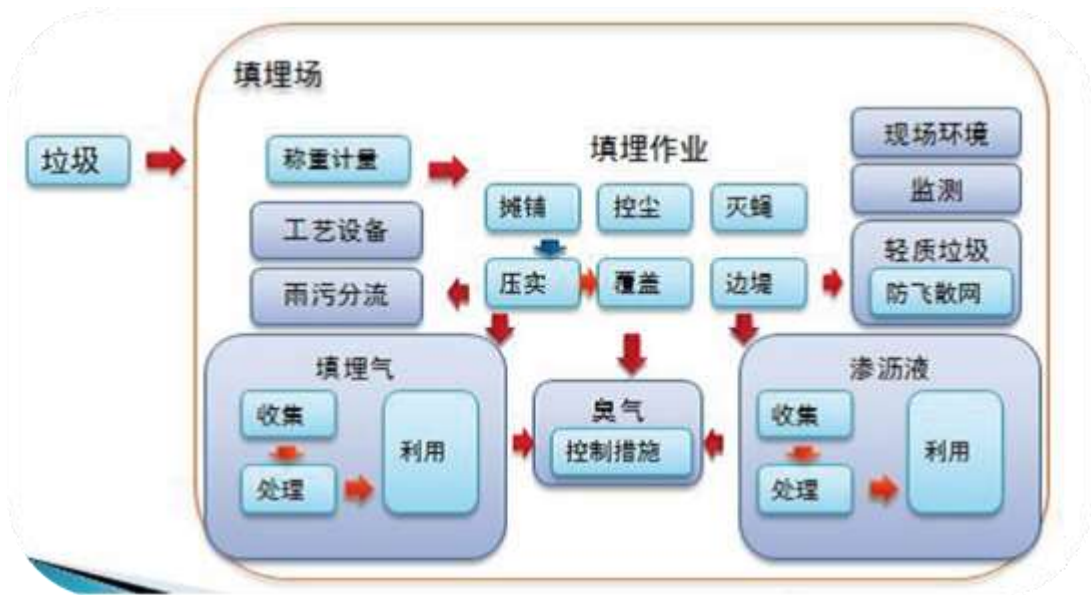 填埋场
垃圾
称重计量
填埋作业
现场环境
监测
摊铺
控尘
灭蝇
工艺设备
轻质垃圾
防飞散网
雨污分流
压实
覆盖
边堤
填埋气
收集
处理
利用
臭气
控制措施
渗沥液
收集
处理
利用